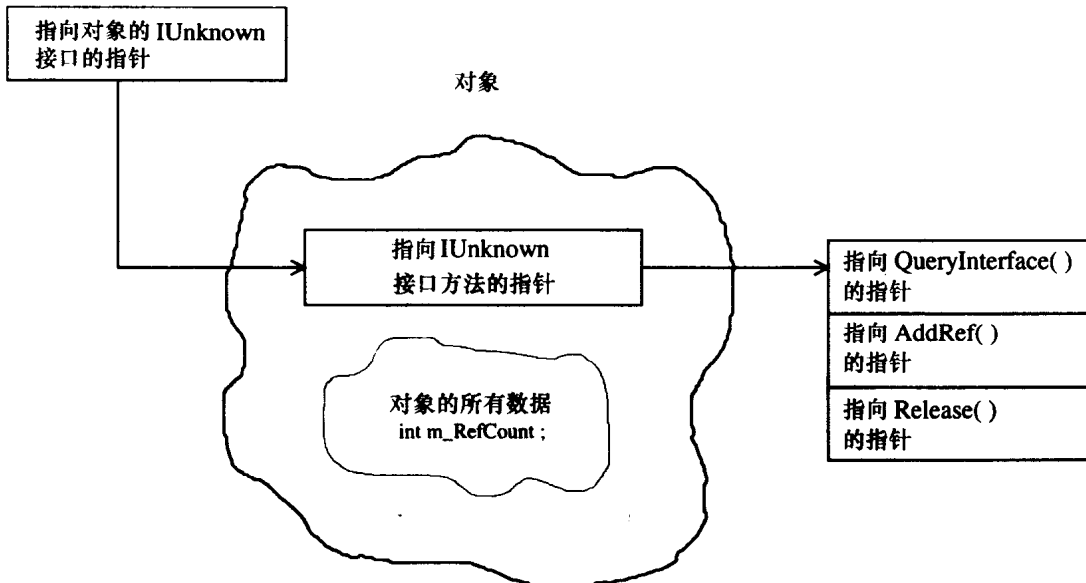 指向对象的 IUnknown
接口的指针
对象
指向 IUnknown
接口方法的指针
指向 QueryInterface( )
的指针
指向 AddRef( )
的指针
指向 Release( )
的指针
对象的所有数据
int m_RefCount ;